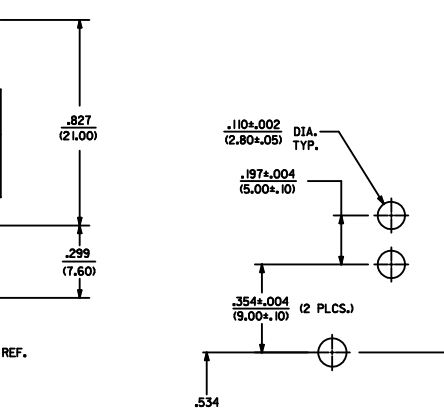 .827
(21.00)
.299
(7.60)
REF.
.110±.002
(2.80±.05)
DIA.
TYP.
.197±.004
(5.00±.10)
.354±.004
(9.00±.10)
(2 PLCS.)
.534